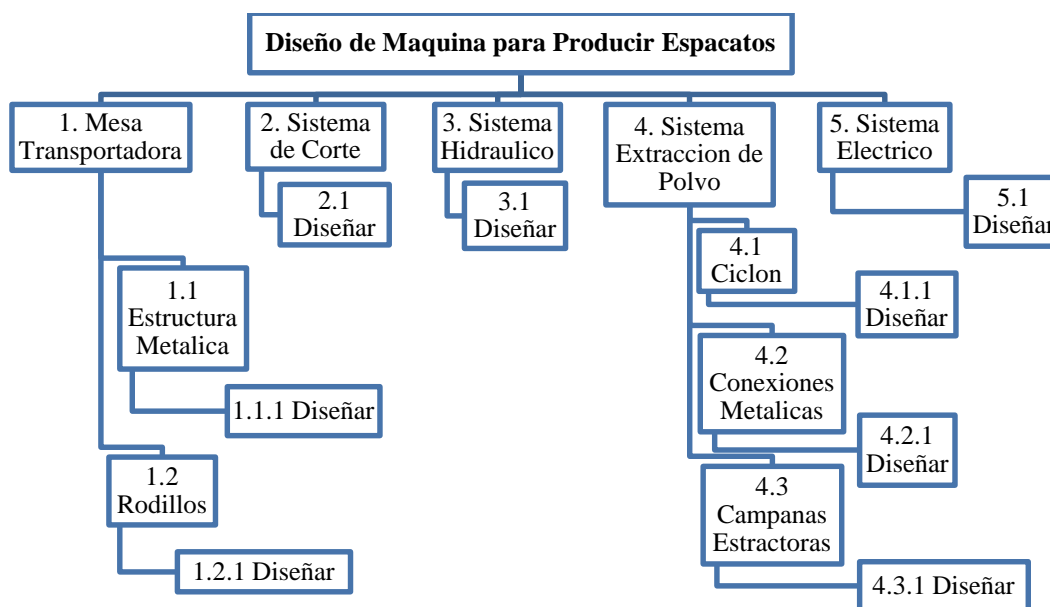 Diseño de Maquina para Producir Espacatos
1. Mesa
Transportadora
2. Sistema
de Corte
3. Sistema
Hidraulico
4. Sistema
Extraccion de
Polvo
5. Sistema
Electrico
2.1
Diseñar
3.1
Diseñar
5.1
Diseñar
1.1
Estructura
Metalica
1.1.1 Diseñar
1.2
Rodillos
1.2.1 Diseñar
4.1
Ciclon
4.1.1
Diseñar
4.2
Conexiones
Metalicas
4.2.1
Diseñar
4.3
Campanas
Estractoras
4.3.1 Diseñar